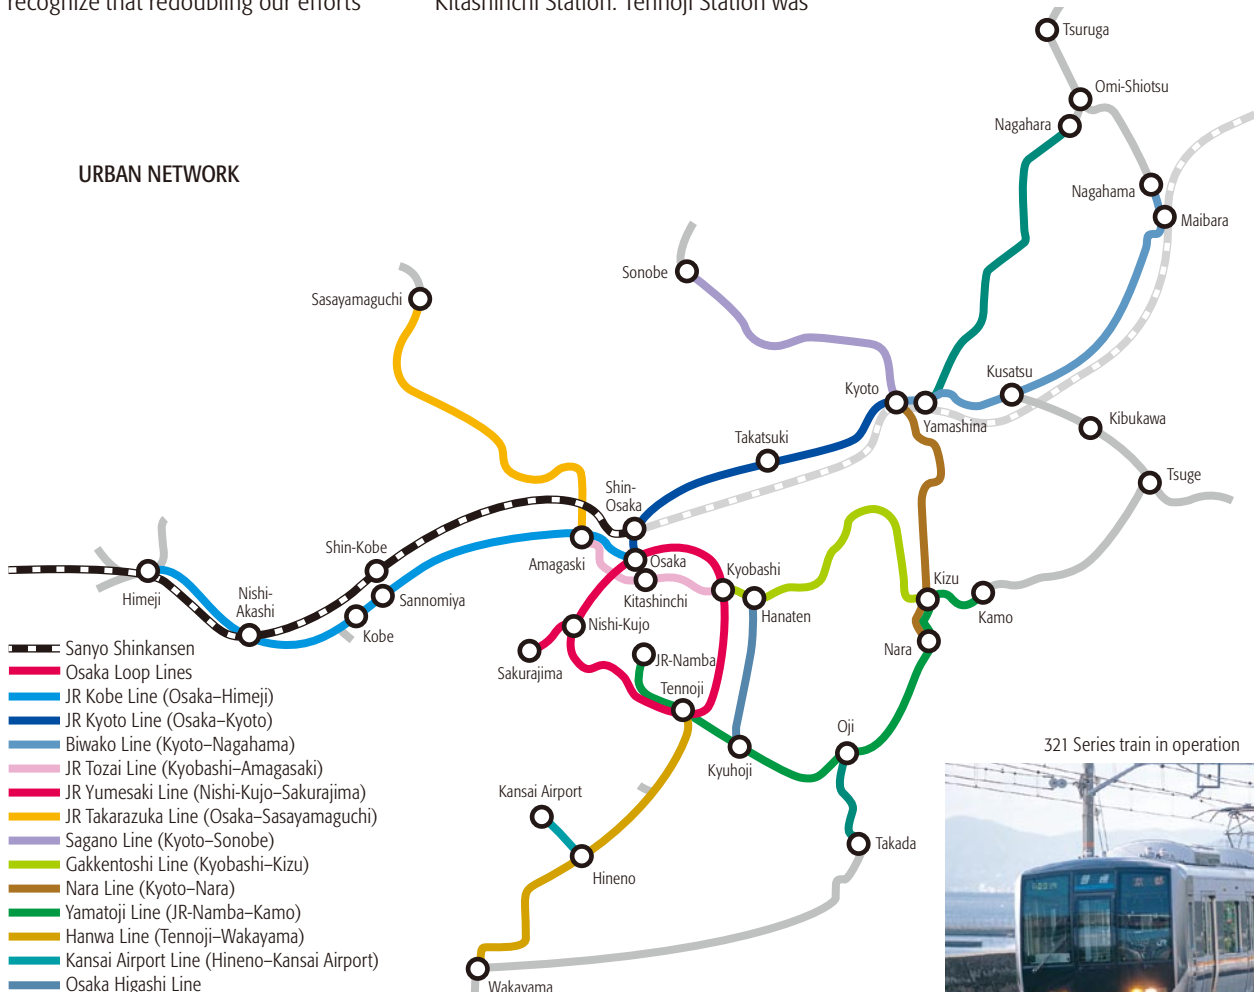 recognize that redoubling our efforts
Kitashinchi Station. Tennoji Station was
URBAN NETWORK
Tsuruga
Omi-Shiotsu
Nagahara
Nagahama
Maibara
Sonobe
Sasayamaguchi
Kyoto
Yamashina
Kusatsu
Kibukawa
Tsuge
Takatsuki
Shin-
Osaka
Shin-Kobe
Amagaski
Osaka
Kitashinchi
Kyobashi
Hanaten
Kizu
Kamo
Himeji
Nishi-
Akashi
Sannomiya
Kobe
Nishi-Kujo
Sakurajima
JR-Namba
Tennoji
Nara
Kyuhoji
Oji
Kansai Airport
Hineno
Takada
Wakayama
Sanyo Shinkansen
Osaka Loop Lines
JR Kobe Line (Osaka–Himeji)
JR Kyoto Line (Osaka–Kyoto)
Biwako Line (Kyoto–Nagahama)
JR Tozai Line (Kyobashi–Amagasaki)
JR Yumesaki Line (Nishi-Kujo–Sakurajima)
JR Takarazuka Line (Osaka–Sasayamaguchi)
Sagano Line (Kyoto–Sonobe)
Gakkentoshi Line (Kyobashi–Kizu)
Nara Line (Kyoto–Nara)
Yamatoji Line (JR-Namba–Kamo)
Hanwa Line (Tennoji–Wakayama)
Kansai Airport Line (Hineno–Kansai Airport)
Osaka Higashi Line
321 Series train in operation